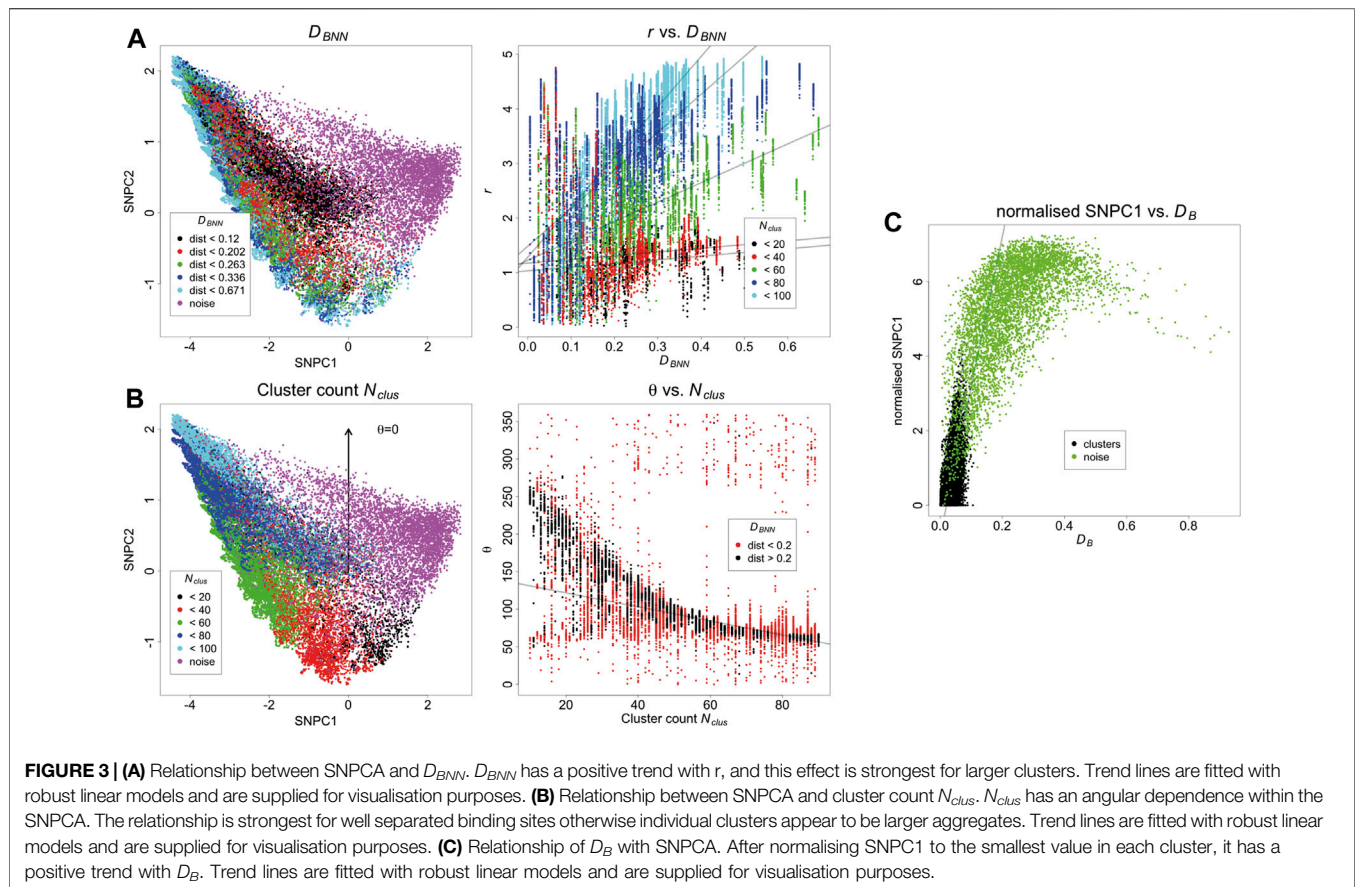 A
D_BNN
2
1
0
-1
SNPC2
D_BNN
dist < 0.12
dist < 0.202
dist < 0.263
dist < 0.336
dist < 0.671
noise
-4 -2 0 2
SNPC1
r vs. D_BNN
5
4
3
2
1
0
r
N_clus
< 20
< 40
< 60
< 80
< 100
0.0 0.1 0.2 0.3 0.4 0.5 0.6
D_BNN
B
Cluster count N_clus
θ=0
2
1
0
-1
SNPC2
N_clus
< 20
< 40
< 60
< 80
< 100
noise
-4 -2 0 2
SNPC1
θ vs. N_clus
350
300
250
200
150
100
50
0
θ
D_BNN
dist < 0.2
dist > 0.2
20 40 60 80
Cluster count N_clus
C
normalised SNPC1 vs. D_B
6
4
2
0
normalised SNPC1
clusters
noise
0.0 0.2 0.4 0.6 0.8
D_B
FIGURE 3 | (A) Relationship between SNPCA and D_BNN. D_BNN has a positive trend with r, and this effect is strongest for larger clusters. Trend lines are fitted with
robust linear models and are supplied for visualisation purposes. (B) Relationship between SNPCA and cluster count N_clus. N_clus has an angular dependence within the
SNPCA. The relationship is strongest for well separated binding sites otherwise individual clusters appear to be larger aggregates. Trend lines are fitted with robust linear
models and are supplied for visualisation purposes. (C) Relationship of D_B with SNPCA. After normalising SNPC1 to the smallest value in each cluster, it has a
positive trend with D_B. Trend lines are fitted with robust linear models and are supplied for visualisation purposes.